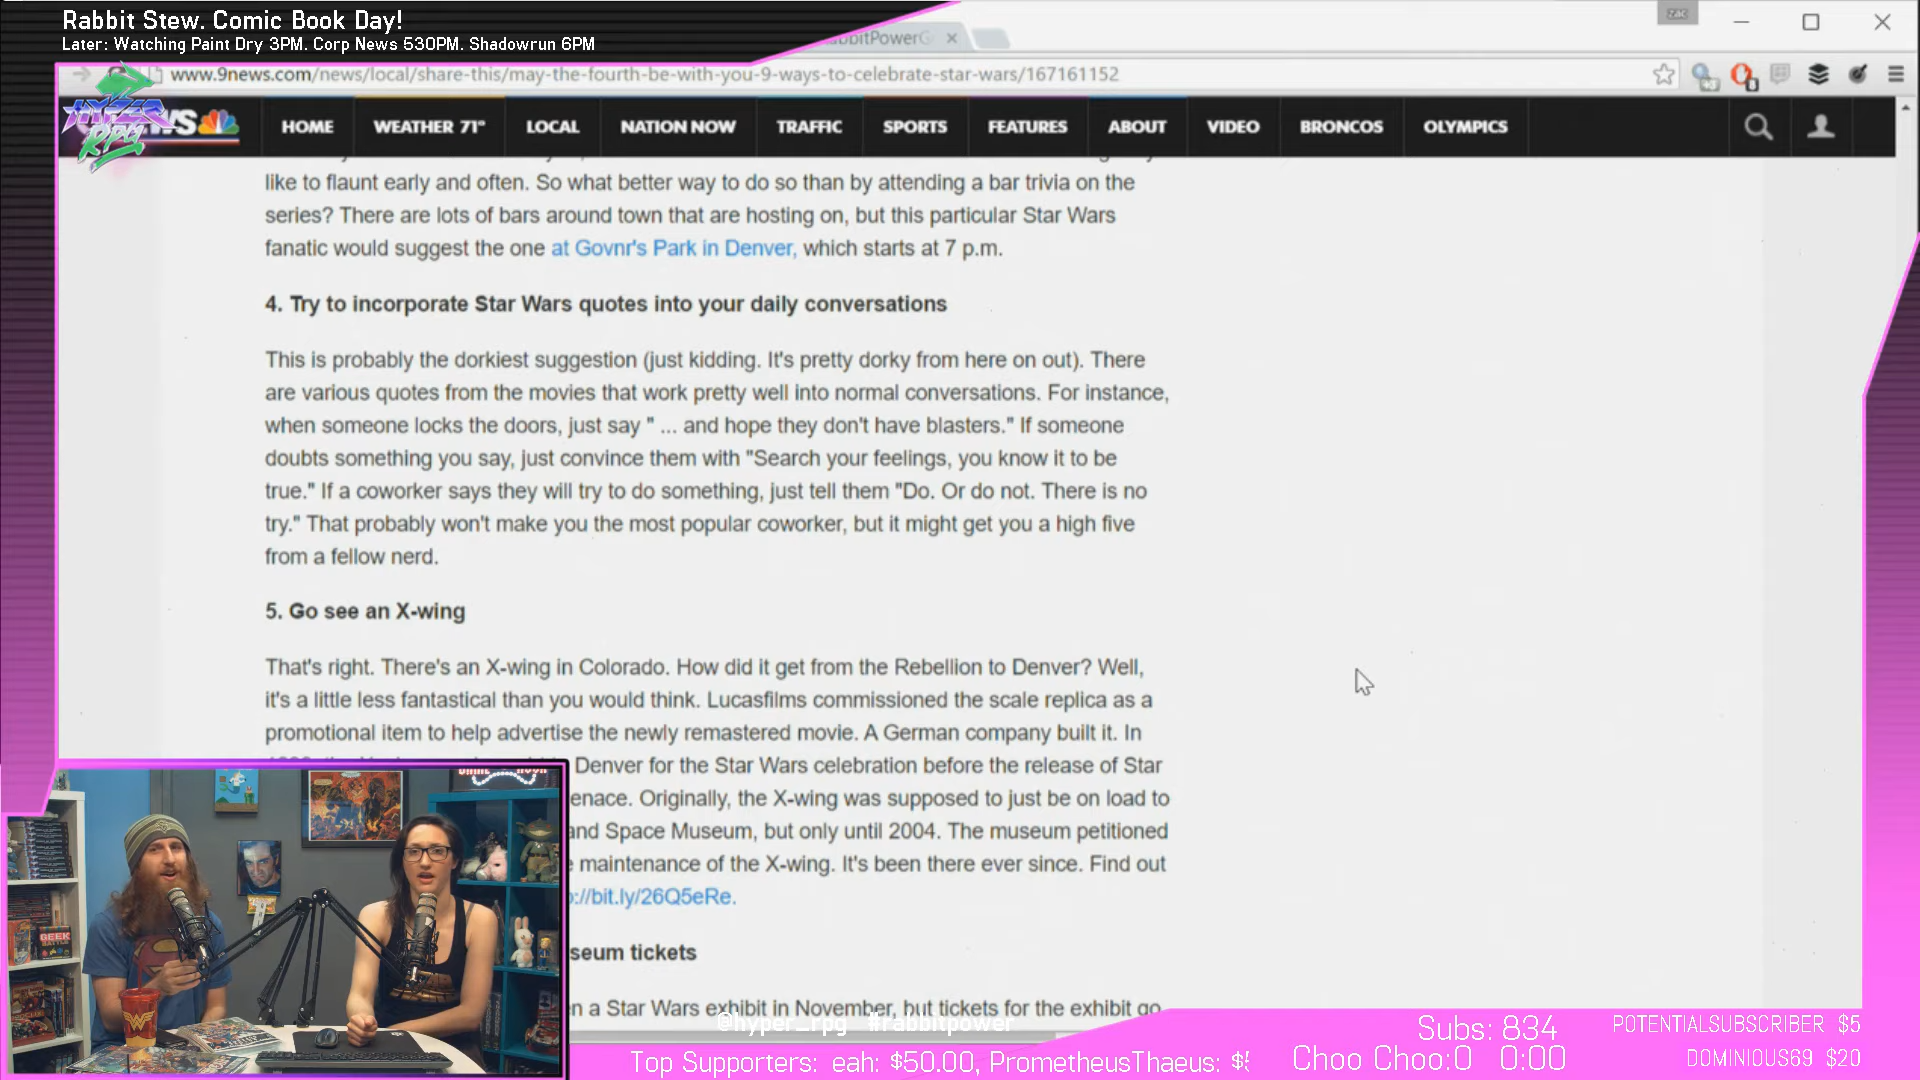 Rabbit Stew. Comic Book Day!
Later: Watching Paint Dry 3PM. Corp News 530PM. Shadowrun 6PM
zac
bbitPowerG
www.9news.com/news/local/share-this/may-the-fourth-be-with-you-9-ways-to-celebrate-star-wars/167161152
HYPER RPG
HOME WEATHER 71° LOCAL NATION NOW TRAFFIC SPORTS FEATURES ABOUT VIDEO BRONCOS OLYMPICS
like to flaunt early and often. So what better way to do so than by attending a bar trivia on the
series? There are lots of bars around town that are hosting on, but this particular Star Wars
fanatic would suggest the one at Govnr's Park in Denver, which starts at 7 p.m.
4. Try to incorporate Star Wars quotes into your daily conversations
This is probably the dorkiest suggestion (just kidding. It's pretty dorky from here on out). There
are various quotes from the movies that work pretty well into normal conversations. For instance,
when someone locks the doors, just say " ... and hope they don't have blasters." If someone
doubts something you say, just convince them with "Search your feelings, you know it to be
true." If a coworker says they will try to do something, just tell them "Do. Or do not. There is no
try." That probably won't make you the most popular coworker, but it might get you a high five
from a fellow nerd.
5. Go see an X-wing
That's right. There's an X-wing in Colorado. How did it get from the Rebellion to Denver? Well,
it's a little less fantastical than you would think. Lucasfilms commissioned the scale replica as a
promotional item to help advertise the newly remastered movie. A German company built it. In
Denver for the Star Wars celebration before the release of Star
enace. Originally, the X-wing was supposed to just be on load to
and Space Museum, but only until 2004. The museum petitioned
e maintenance of the X-wing. It's been there ever since. Find out
://bit.ly/26Q5eRe.
seum tickets
n a Star Wars exhibit in November, but tickets for the exhibit go
GEEK BATTLE
@hyper_rpg #rabbitpower
Subs: 834
POTENTIALSUBSCRIBER $5
Top Supporters: eah: $50.00, PrometheusThaeus: $
Choo Choo:0 0:00
DOMINIOUS69 $20